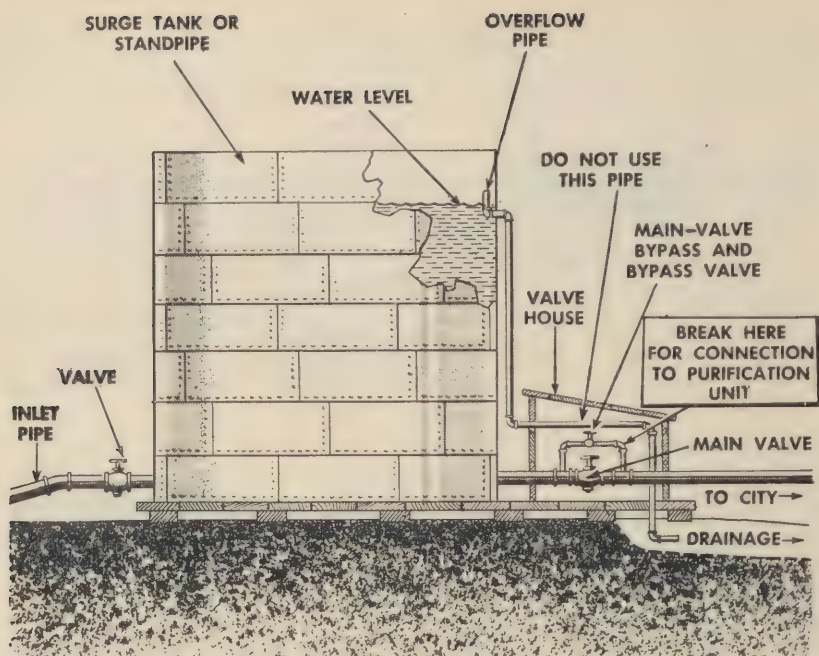 SURGE TANK OR
STANDPIPE
OVERFLOW
PIPE
WATER LEVEL
DO NOT USE
THIS PIPE
MAIN-VALVE
BYPASS AND
BYPASS VALVE
VALVE
HOUSE
BREAK HERE
FOR CONNECTION
TO PURIFICATION
UNIT
VALVE
INLET
PIPE
MAIN VALVE
TO CITY
DRAINAGE